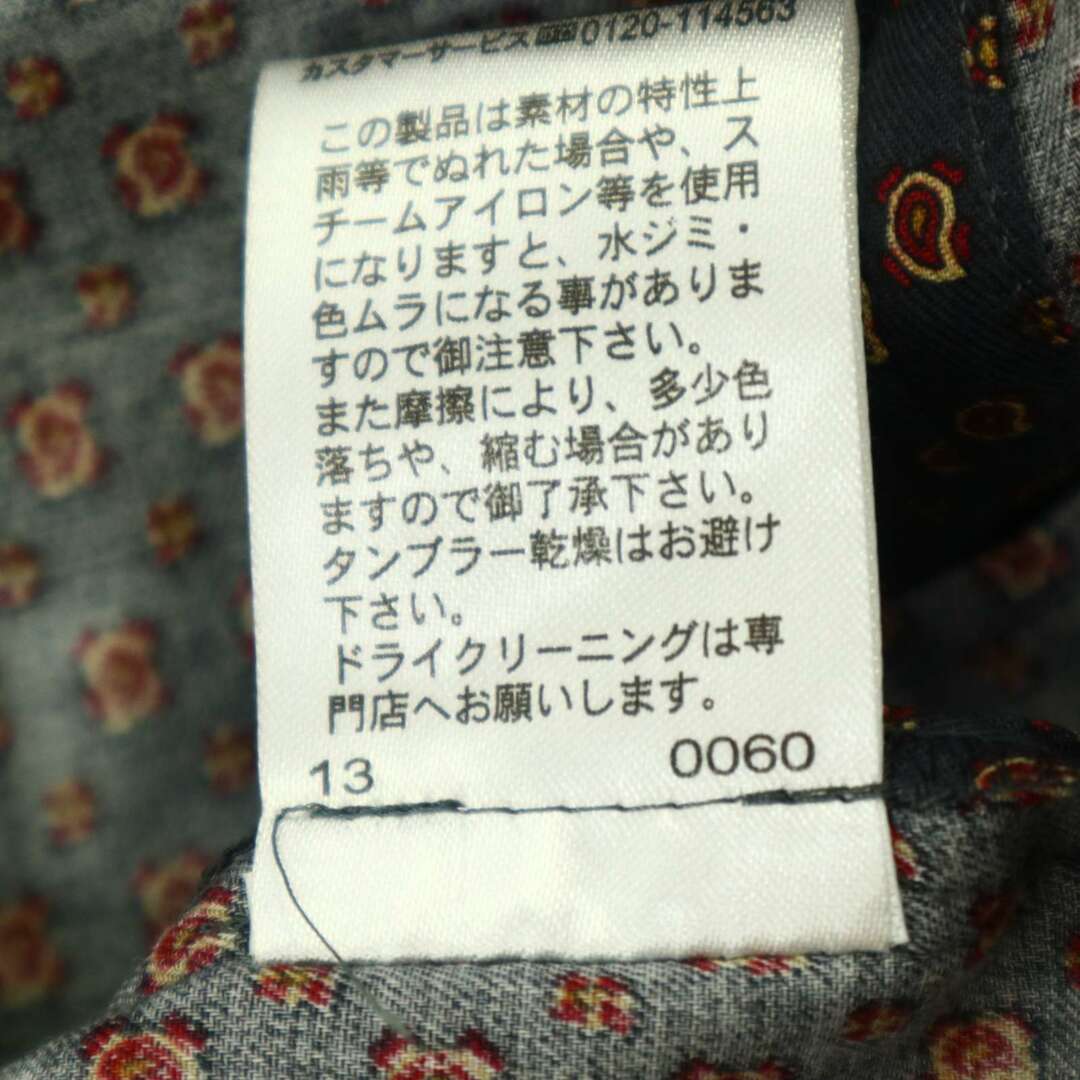 カスタマーサービス 0120-114563
この製品は素材の特性上
雨等でぬれた場合や、ス
チームアイロン等を使用
になりますと、水ジミ・
色ムラになる事がありま
すので御注意下さい。
また摩擦により、多少色
落ちや、縮む場合があり
ますので御了承下さい。
タンブラー乾燥はお避け
下さい。
ドライクリーニングは専
門店へお願いします。
13 0060